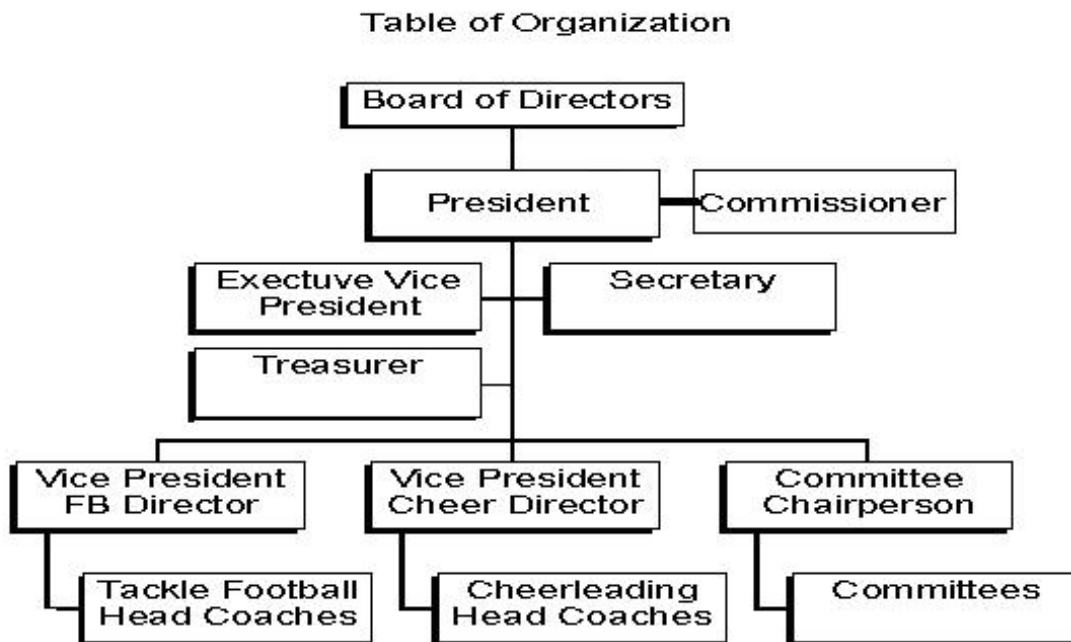 Table of Organization
Board of Directors
President
Commissioner
Exectuve Vice
President
Secretary
Treasurer
Vice President
FB Director
Vice President
Cheer Director
Committee
Chairperson
Tackle Football
Head Coaches
Cheerleading
Head Coaches
Committees